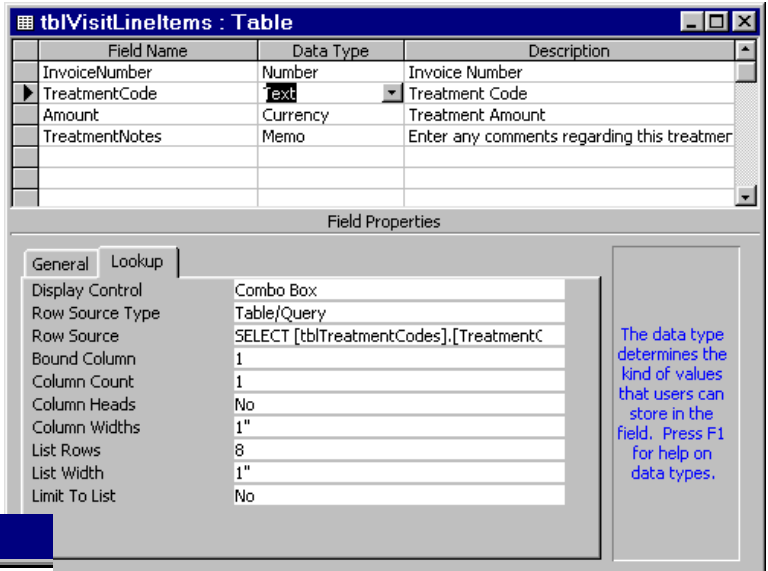 tblVisitLineItems : Table
Field Name Data Type Description
InvoiceNumber Number Invoice Number
TreatmentCode Text Treatment Code
Amount Currency Treatment Amount
TreatmentNotes Memo Enter any comments regarding this treatmer
Field Properties
General Lookup
Display Control Combo Box
Row Source Type Table/Query
Row Source SELECT [tblTreatmentCodes].[TreatmentC
Bound Column 1
Column Count 1
Column Heads No
Column Widths 1"
List Rows 8
List Width 1"
Limit To List No
The data type
determines the
kind of values
that users can
store in the
field. Press F1
for help on
data types.